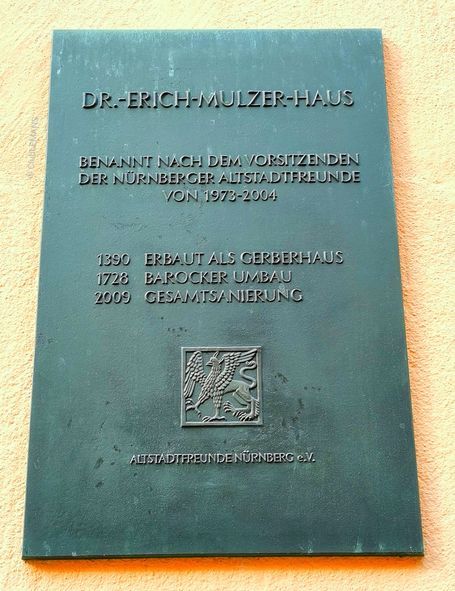 DR.-ERICH-MULZER-HAUS
BENANNT NACH DEM VORSITZENDEN
DER NÜRNBERGER ALTSTADTFREUNDE
VON 1973-2004
1390 ERBAUT ALS GERBERHAUS
1728 BAROCKER UMBAU
2009 GESAMTSANIERUNG
ALTSTADTFREUNDE NÜRNBERG e.V.